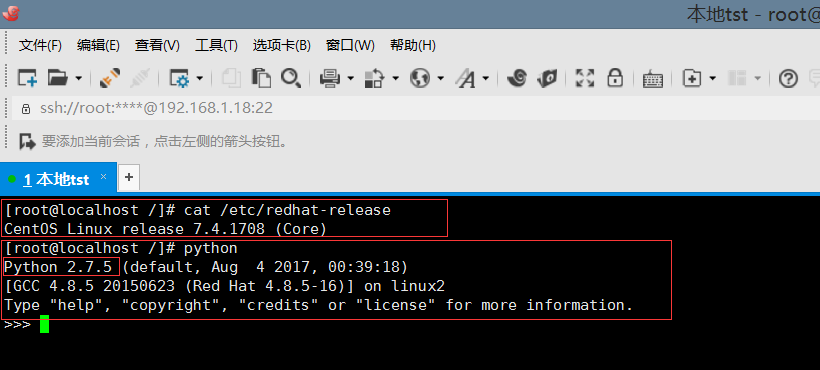 本地tst - root@
文件(F) 编辑(E) 查看(V) 工具(T) 选项卡(B) 窗口(W) 帮助(H)
ssh://root:****@192.168.1.18:22
要添加当前会话，点击左侧的箭头按钮。
1 本地tst × +
[root@localhost /]# cat /etc/redhat-release
CentOS Linux release 7.4.1708 (Core)
[root@localhost /]# python
Python 2.7.5 (default, Aug  4 2017, 00:39:18)
[GCC 4.8.5 20150623 (Red Hat 4.8.5-16)] on linux2
Type "help", "copyright", "credits" or "license" for more information.
>>>